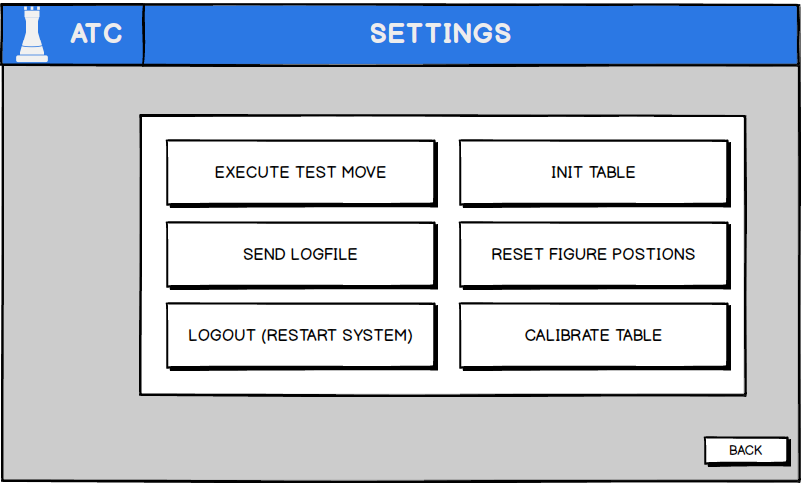 ATC
SETTINGS
EXECUTE TEST MOVE
INIT TABLE
SEND LOGFILE
RESET FIGURE POSTIONS
LOGOUT (RESTART SYSTEM)
CALIBRATE TABLE
BACK